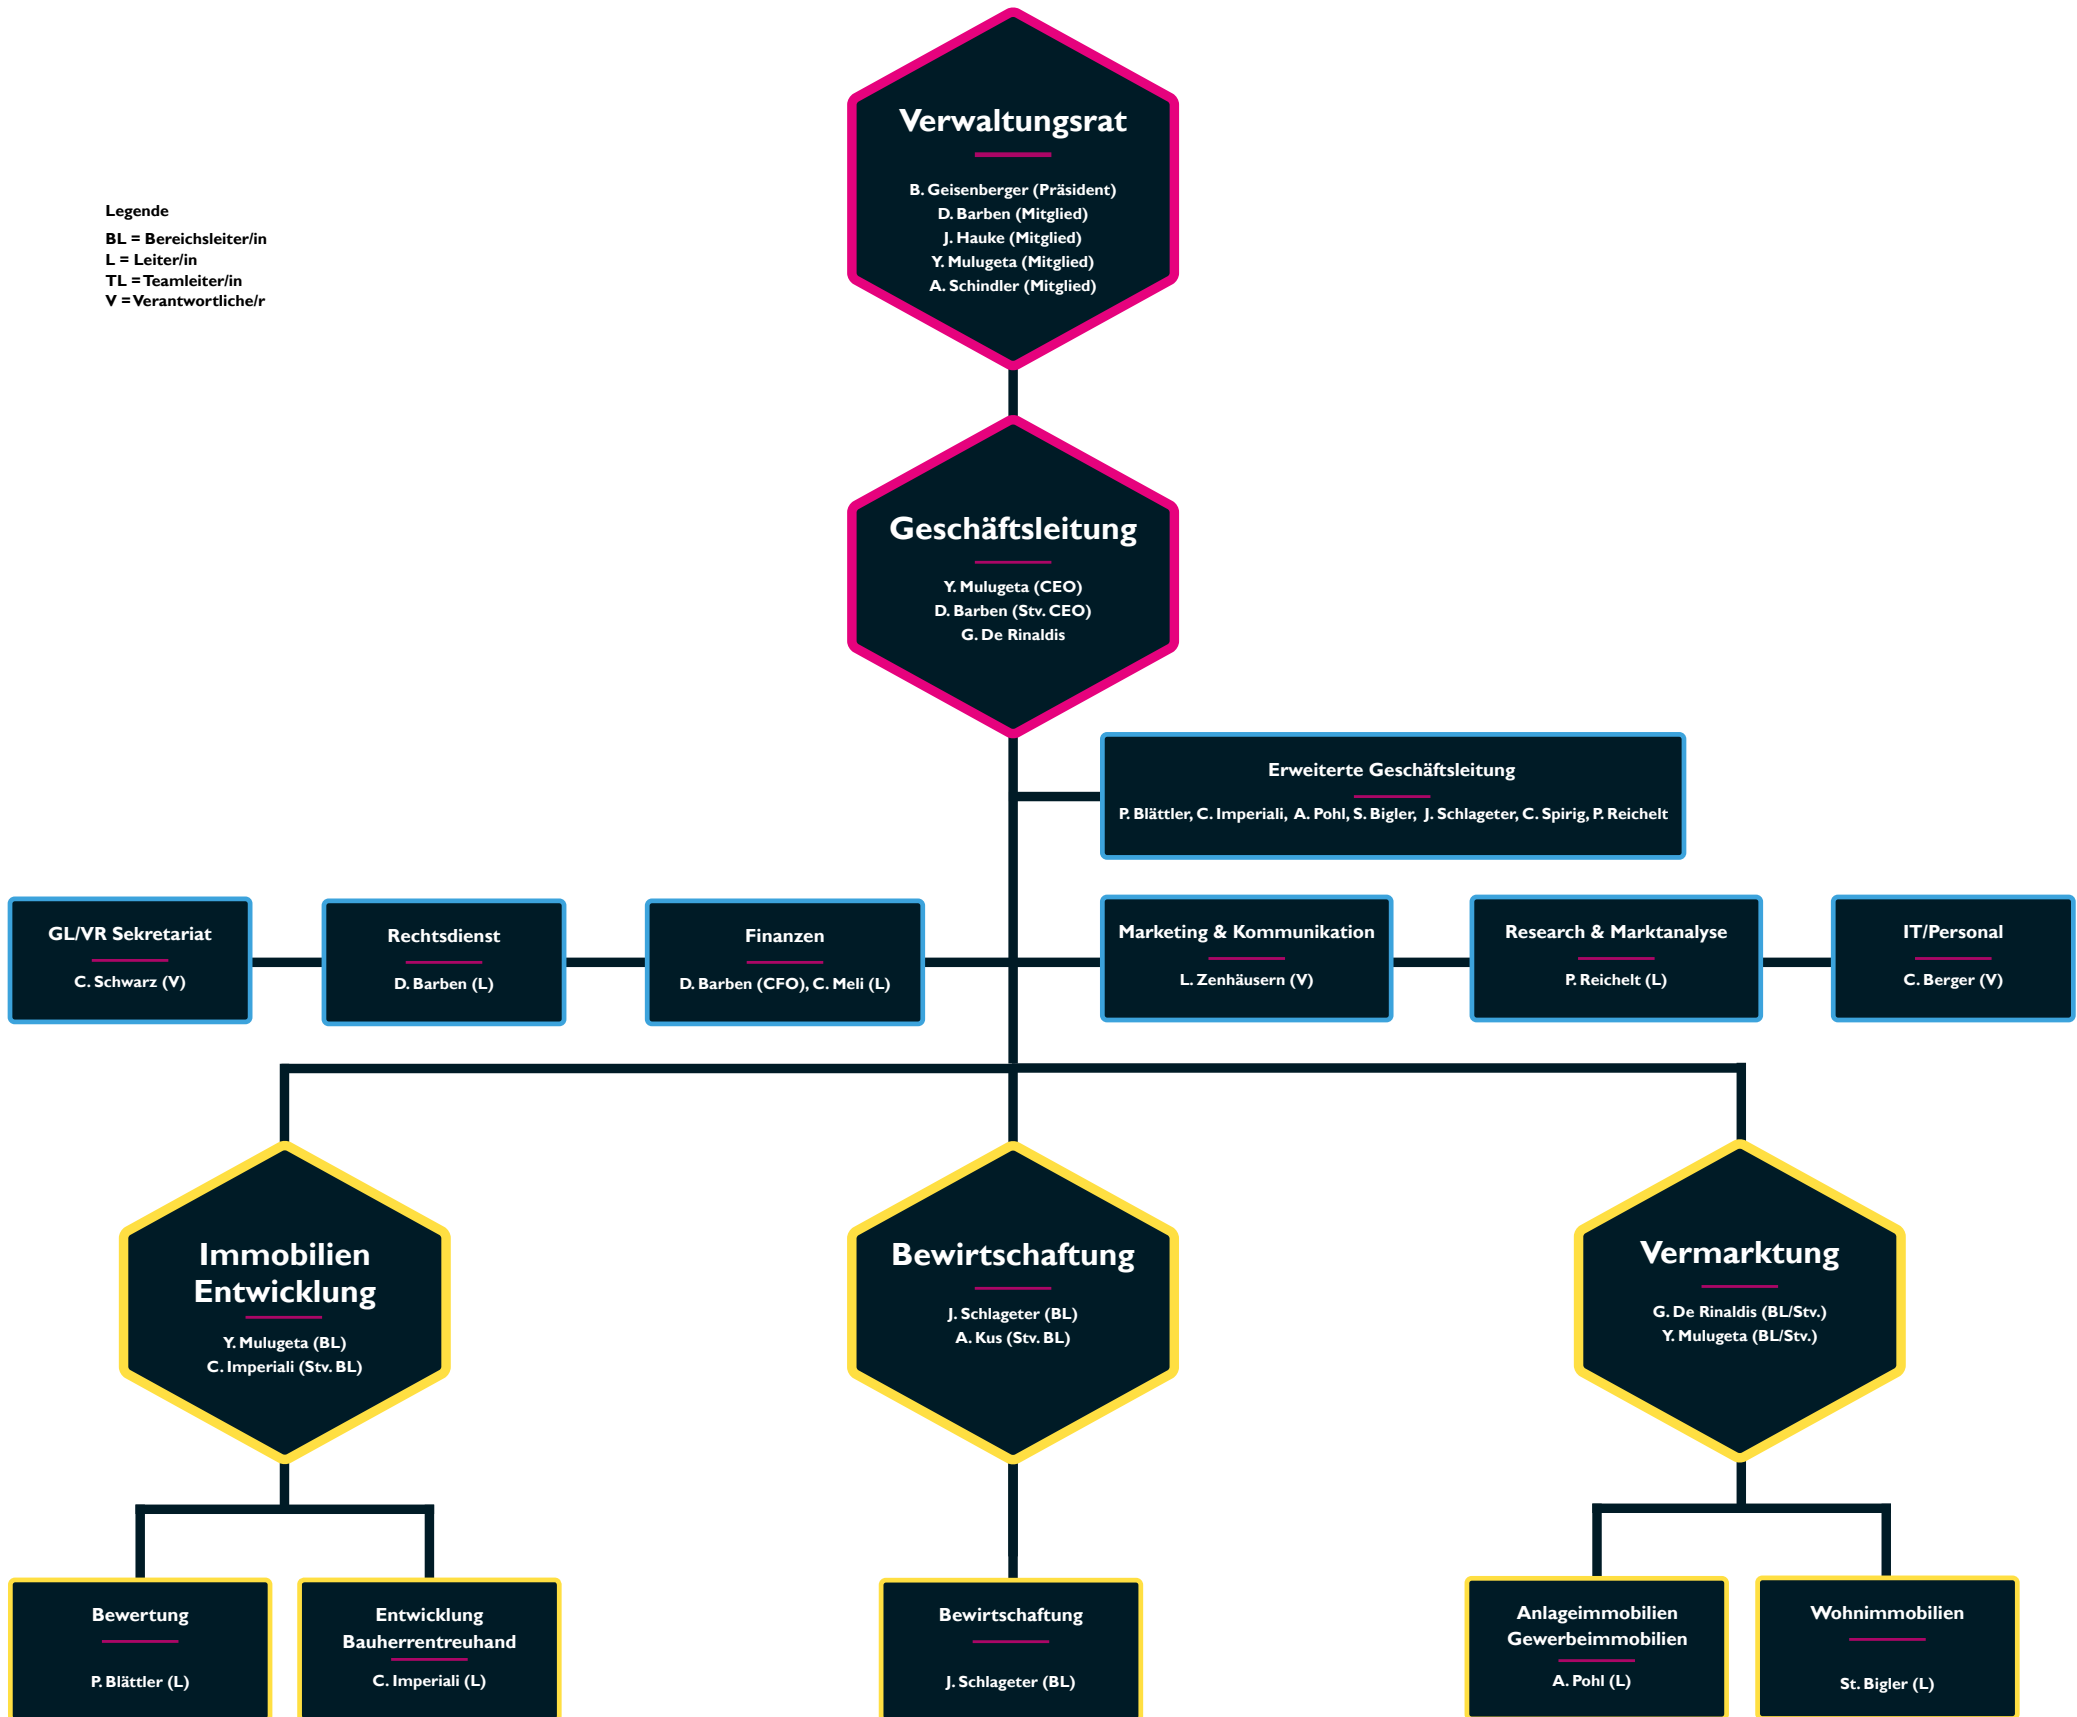 Verwaltungsrat
B. Geisenberger (Präsident)
D. Barben (Mitglied)
J. Hauke (Mitglied)
Y. Mulugeta (Mitglied)
A. Schindler (Mitglied)
Legende
BL = Bereichsleiter/in
L = Leiter/in
TL = Teamleiter/in
V = Verantwortliche/r
Geschäftsleitung
Y. Mulugeta (CEO)
D. Barben (Stv. CEO)
G. De Rinaldis
Erweiterte Geschäftsleitung
P. Blättler, C. Imperiali, A. Pohl, S. Bigler, J. Schlageter, C. Spirig, P. Reichelt
GL/VR Sekretariat
C. Schwarz (V)
Rechtsdienst
D. Barben (L)
Finanzen
D. Barben (CFO), C. Meli (L)
Marketing & Kommunikation
L. Zenhäusern (V)
Research & Marktanalyse
P. Reichelt (L)
IT/Personal
C. Berger (V)
Immobilien
Entwicklung
Y. Mulugeta (BL)
C. Imperiali (Stv. BL)
Bewirtschaftung
J. Schlageter (BL)
A. Kus (Stv. BL)
Vermarktung
G. De Rinaldis (BL/Stv.)
Y. Mulugeta (BL/Stv.)
Bewertung
P. Blättler (L)
Entwicklung
Bauherrentreuhand
C. Imperiali (L)
Bewirtschaftung
J. Schlageter (BL)
Anlageimmobilien
Gewerbeimmobilien
A. Pohl (L)
Wohnimmobilien
St. Bigler (L)